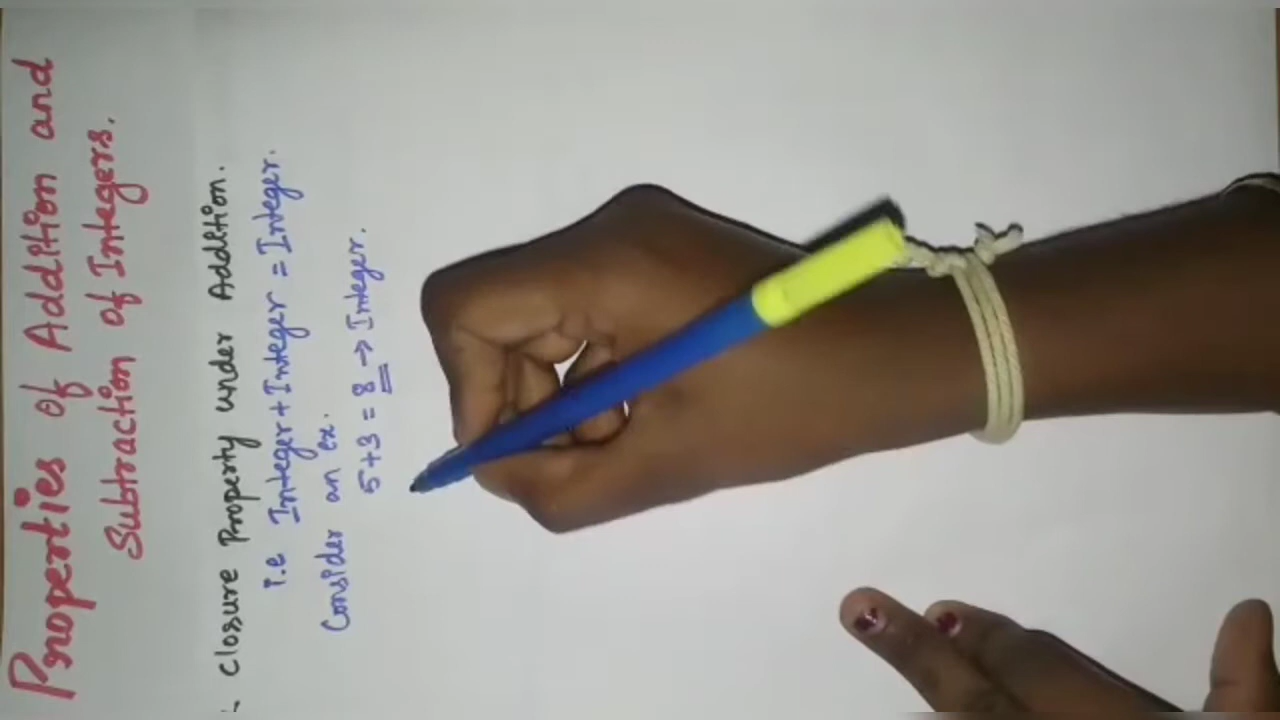 Properties of Addition and
Subtraction of Integers.
Closure Property under Addition.
i.e Integer + Integer = Integer.
Consider an ex.
5+3 = 8 → Integer.